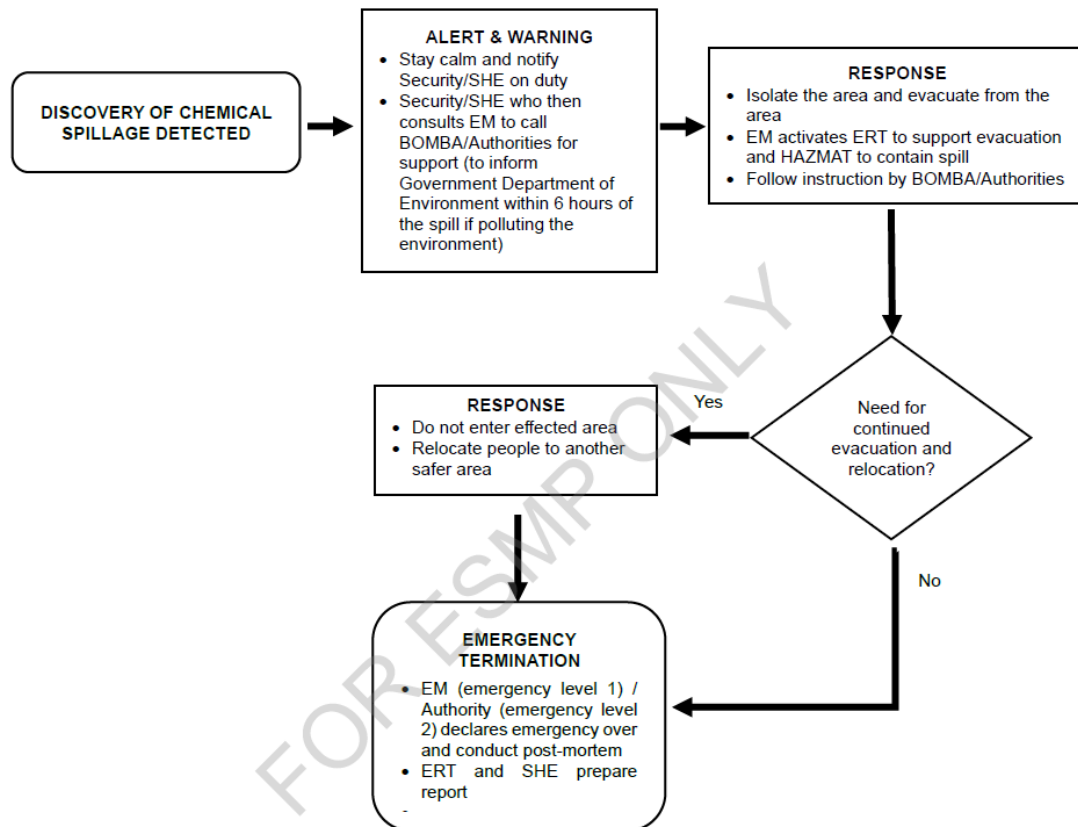 DISCOVERY OF CHEMICAL
SPILLAGE DETECTED
ALERT & WARNING
• Stay calm and notify
Security/SHE on duty
• Security/SHE who then
consults EM to call
BOMBA/Authorities for
support (to inform
Government Department of
Environment within 6 hours of
the spill if polluting the
environment)
RESPONSE
• Isolate the area and evacuate from the
area
• EM activates ERT to support evacuation
and HAZMAT to contain spill
• Follow instruction by BOMBA/Authorities
Need for
continued
evacuation and
relocation?
Yes
RESPONSE
• Do not enter effected area
• Relocate people to another
safer area
No
EMERGENCY
TERMINATION
• EM (emergency level 1) /
Authority (emergency level
2) declares emergency over
and conduct post-mortem
• ERT and SHE prepare
report
-
FOR ESMP ONLY